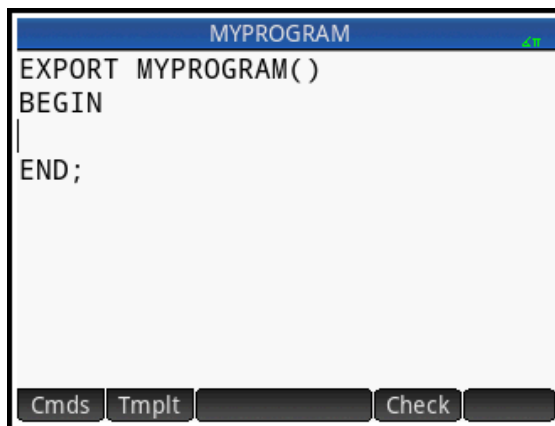 MYPROGRAM
∡π
EXPORT MYPROGRAM()
BEGIN
END;
Cmds Tmplt Check